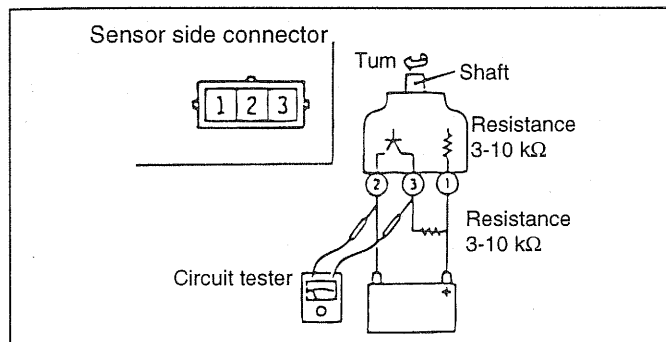 Sensor side connector
1 2 3
Tum
Shaft
Resistance
3-10 kΩ
2 3 1
Resistance
3-10 kΩ
Circuit tester
+